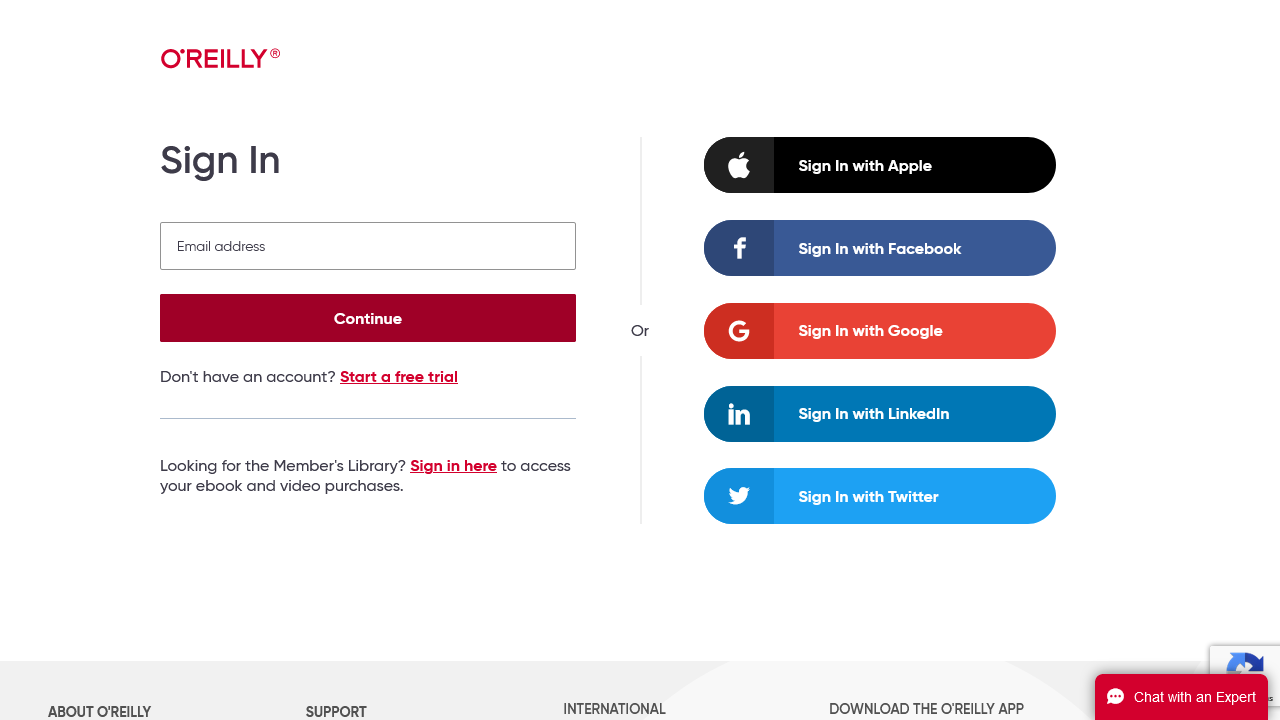 O'REILLY®
Sign In
Email address
Continue
Don't have an account? Start a free trial
Looking for the Member's Library? Sign in here to access
your ebook and video purchases.
Or
Sign In with Apple
Sign In with Facebook
Sign In with Google
Sign In with LinkedIn
Sign In with Twitter
ABOUT O'REILLY
SUPPORT
INTERNATIONAL
DOWNLOAD THE O'REILLY APP
Chat with an Expert